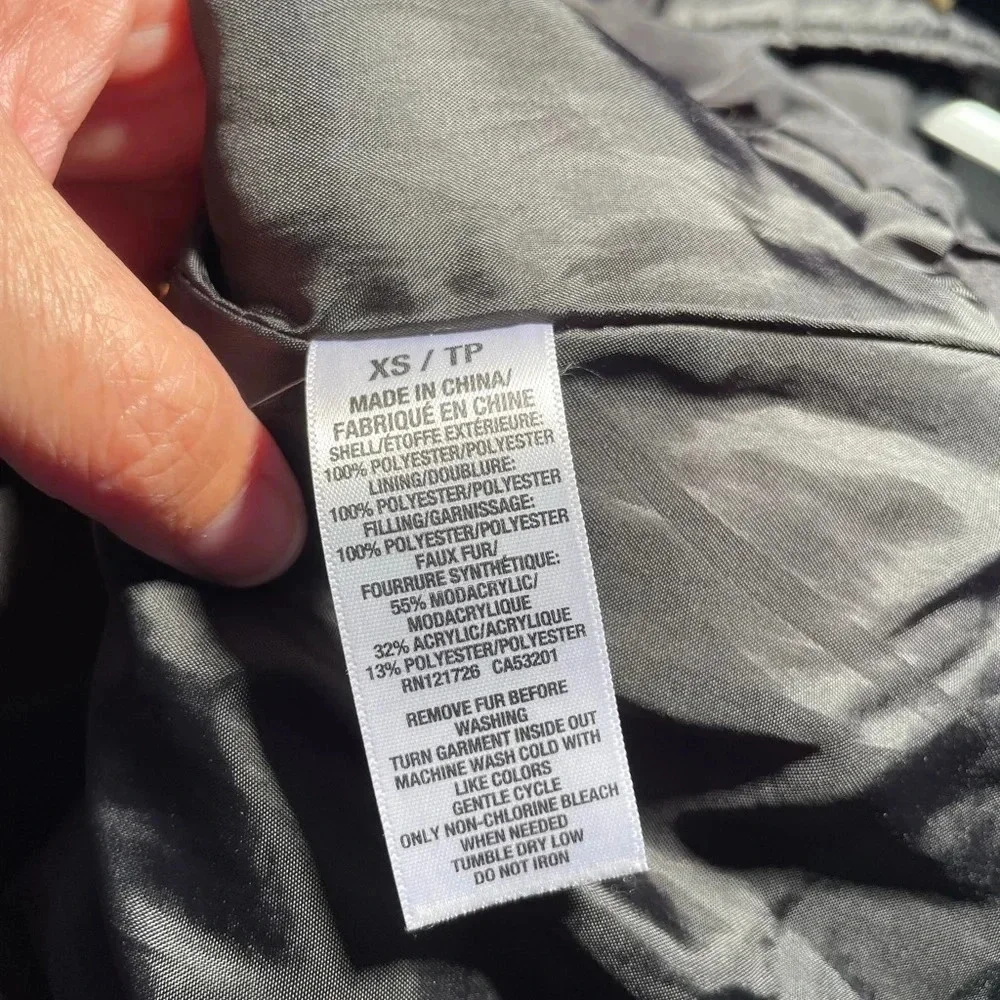 XS / TP
MADE IN CHINA/
FABRIQUÉ EN CHINE
SHELL/ÉTOFFE EXTÉRIEURE:
100% POLYESTER/POLYESTER
LINING/DOUBLURE:
100% POLYESTER/POLYESTER
FILLING/GARNISSAGE:
100% POLYESTER/POLYESTER
FAUX FUR/
FOURRURE SYNTHÉTIQUE:
55% MODACRYLIC/
MODACRYLIQUE
32% ACRYLIC/ACRYLIQUE
13% POLYESTER/POLYESTER
RN121726 CA53201
REMOVE FUR BEFORE
WASHING
TURN GARMENT INSIDE OUT
MACHINE WASH COLD WITH
LIKE COLORS
GENTLE CYCLE
ONLY NON-CHLORINE BLEACH
WHEN NEEDED
TUMBLE DRY LOW
DO NOT IRON